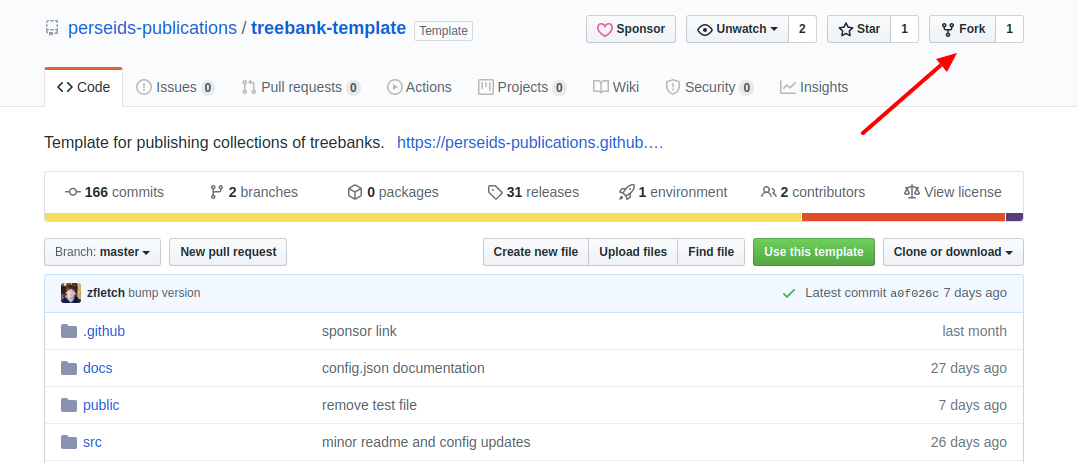 perseids-publications / treebank-template Template Sponsor Unwatch 2 Star 1 Fork 1
Code Issues 0 Pull requests 0 Actions Projects 0 Wiki Security 0 Insights
Template for publishing collections of treebanks. https://perseids-publications.github.…
166 commits 2 branches 0 packages 31 releases 1 environment 2 contributors View license
Branch: master New pull request Create new file Upload files Find file Use this template Clone or download
zfletch bump version Latest commit a0f026c 7 days ago
.github sponsor link last month
docs config.json documentation 27 days ago
public remove test file 7 days ago
src minor readme and config updates 26 days ago